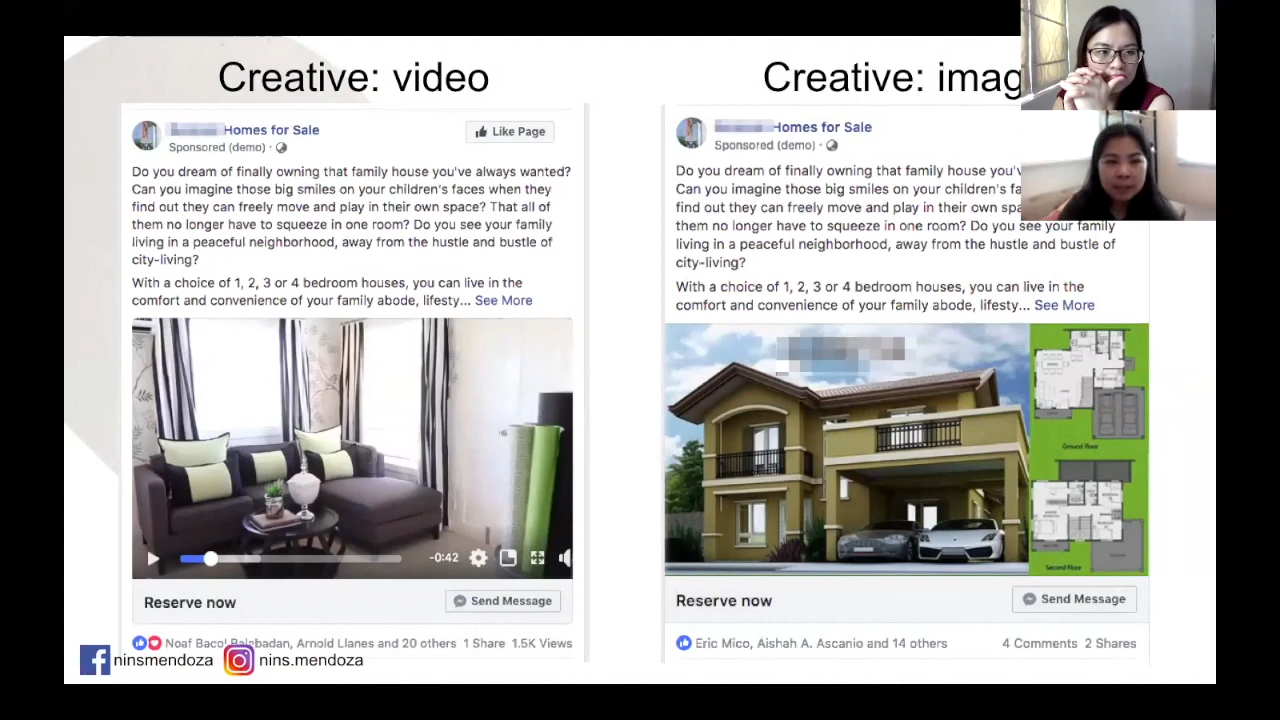 Creative: video
Homes for Sale
Like Page
Sponsored (demo) ·
Do you dream of finally owning that family house you've always wanted?
Can you imagine those big smiles on your children's faces when they
find out they can freely move and play in their own space? That all of
them no longer have to squeeze in one room? Do you see your family
living in a peaceful neighborhood, away from the hustle and bustle of
city-living?
With a choice of 1, 2, 3 or 4 bedroom houses, you can live in the
comfort and convenience of your family abode, lifesty... See More
-0:42
Reserve now
Send Message
Noaf Bacol Balabadan, Arnold Llanes and 20 others 1 Share 1.5K Views
ninsmendoza
nins.mendoza
Creative: imag
Homes for Sale
Sponsored (demo) ·
Do you dream of finally owning that family house you'v
Can you imagine those big smiles on your children's fa
find out they can freely move and play in their own spa
them no longer have to squeeze in one room? Do you see your family
living in a peaceful neighborhood, away from the hustle and bustle of
city-living?
With a choice of 1, 2, 3 or 4 bedroom houses, you can live in the
comfort and convenience of your family abode, lifesty... See More
Ground Floor
Second Floor
Reserve now
Send Message
Eric Mico, Aishah A. Ascanio and 14 others 4 Comments 2 Shares